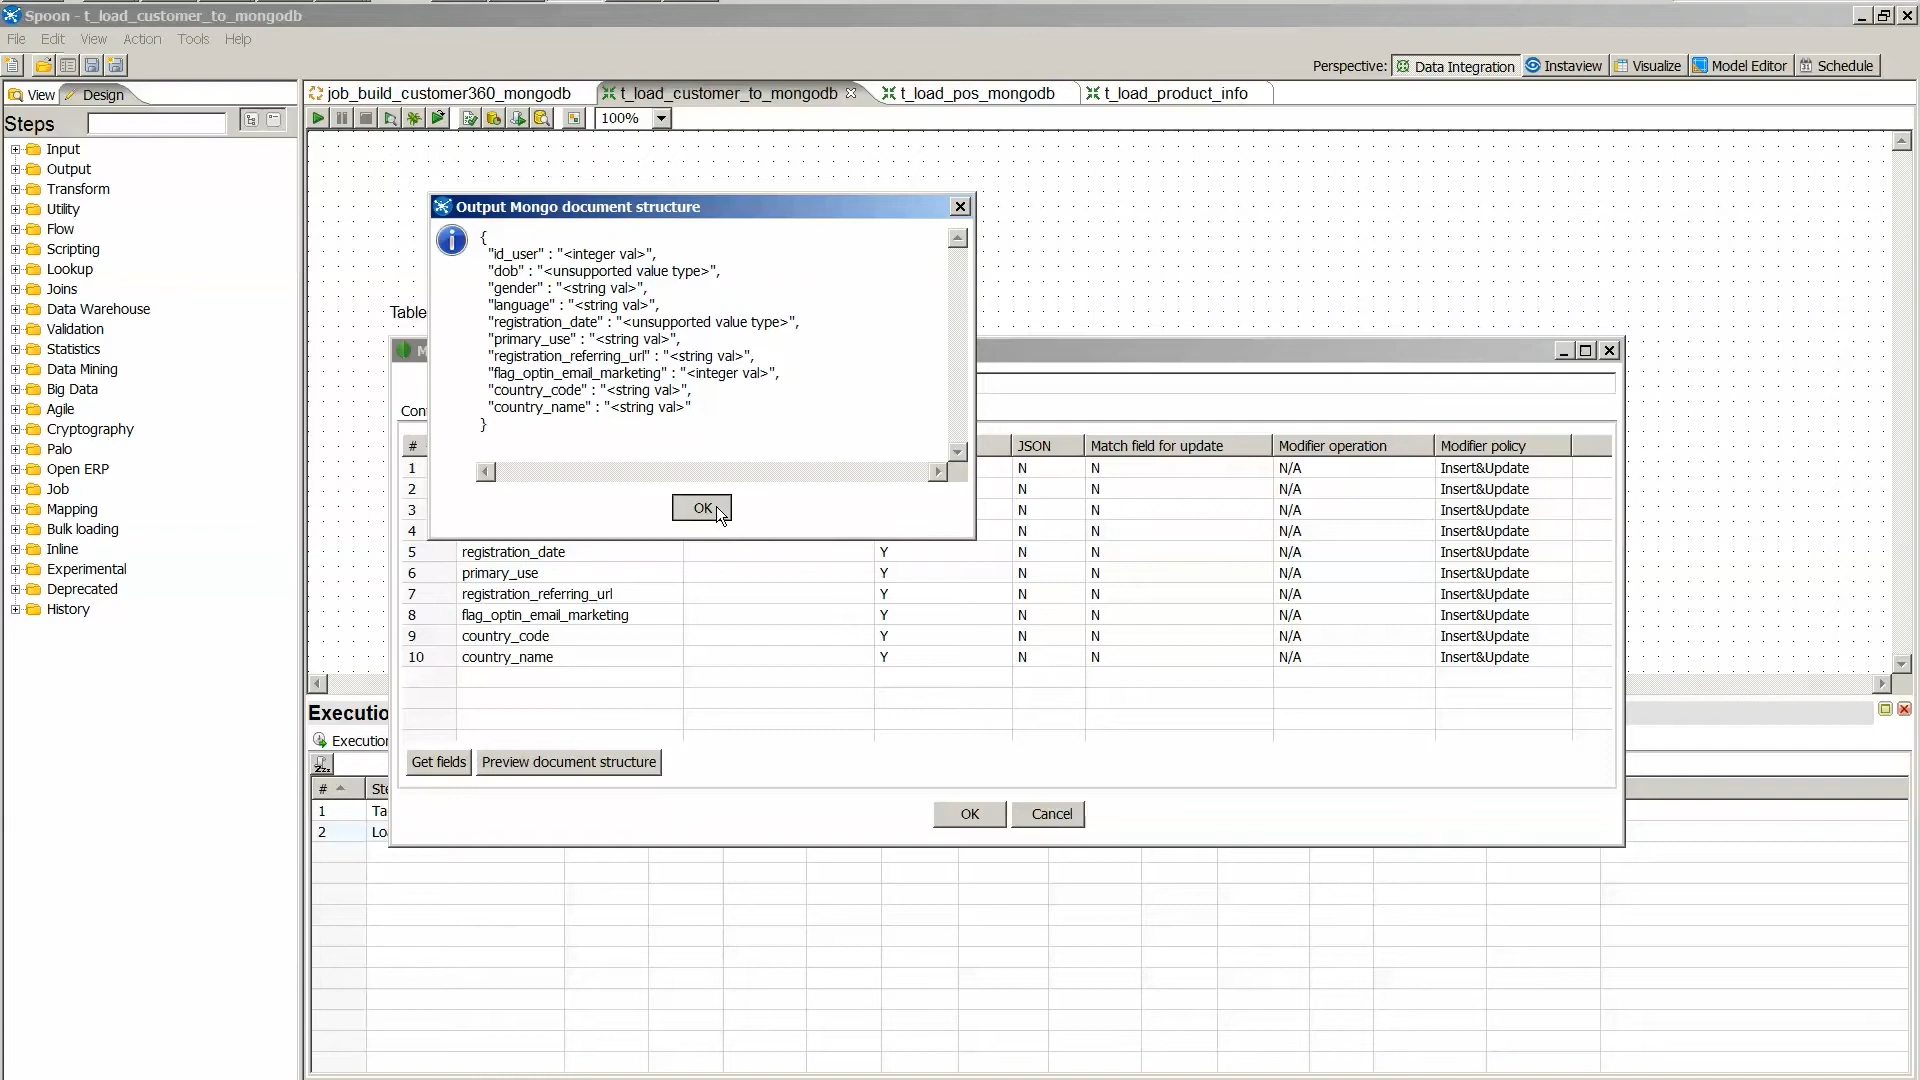 Spoon - t_load_customer_to_mongodb
File Edit View Action Tools Help
Perspective: Data Integration Instaview Visualize Model Editor Schedule
View Design
job_build_customer360_mongodb t_load_customer_to_mongodb t_load_pos_mongodb t_load_product_info
Steps
100%
Input
Output
Transform
Utility
Flow
Scripting
Lookup
Joins
Data Warehouse
Validation
Statistics
Data Mining
Big Data
Agile
Cryptography
Palo
Open ERP
Job
Mapping
Bulk loading
Inline
Experimental
Deprecated
History
Table
Output Mongo document structure
{
"id_user" : "<integer val>",
"dob" : "<unsupported value type>",
"gender" : "<string val>",
"language" : "<string val>",
"registration_date" : "<unsupported value type>",
"primary_use" : "<string val>",
"registration_referring_url" : "<string val>",
"flag_optin_email_marketing" : "<integer val>",
"country_code" : "<string val>",
"country_name" : "<string val>"
}
OK
# JSON Match field for update Modifier operation Modifier policy
1 N N N/A Insert&Update
2 N N N/A Insert&Update
3 N N N/A Insert&Update
4 N N N/A Insert&Update
5 registration_date Y N N N/A Insert&Update
6 primary_use Y N N N/A Insert&Update
7 registration_referring_url Y N N N/A Insert&Update
8 flag_optin_email_marketing Y N N N/A Insert&Update
9 country_code Y N N N/A Insert&Update
10 country_name Y N N N/A Insert&Update
Get fields Preview document structure
OK Cancel
Executio
Execution
# Ste
1 Ta
2 Lo